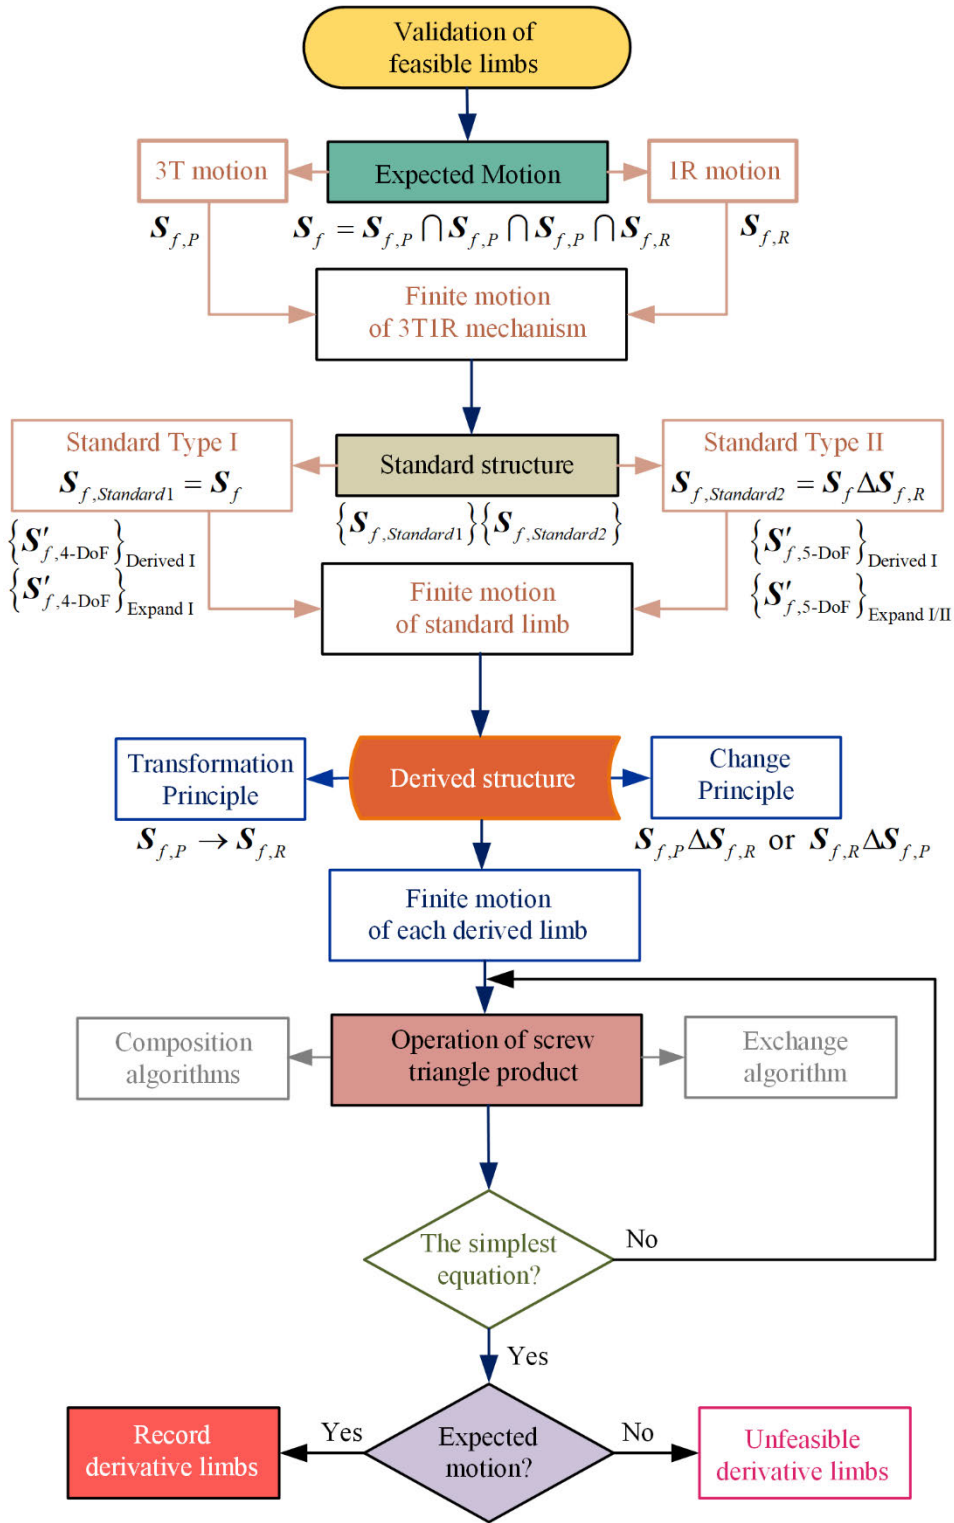 Validation of
feasible limbs
3T motion
Expected Motion
1R motion
S_{f,P}
S_f = S_{f,P} ⋂ S_{f,P} ⋂ S_{f,P} ⋂ S_{f,R}
S_{f,R}
Finite motion
of 3T1R mechanism
Standard Type I
S_{f,Standard1} = S_f
Standard structure
Standard Type II
S_{f,Standard2} = S_f ΔS_{f,R}
{S_{f,Standard1}}{S_{f,Standard2}}
{S′_{f,4-DoF}}_{Derived I}
{S′_{f,4-DoF}}_{Expand I}
{S′_{f,5-DoF}}_{Derived I}
{S′_{f,5-DoF}}_{Expand I/II}
Finite motion
of standard limb
Transformation
Principle
Derived structure
Change
Principle
S_{f,P} → S_{f,R}
S_{f,P} ΔS_{f,R} or S_{f,R} ΔS_{f,P}
Finite motion
of each derived limb
Composition
algorithms
Operation of screw
triangle product
Exchange
algorithm
The simplest
equation?
No
Yes
Record
derivative limbs
Yes
Expected
motion?
No
Unfeasible
derivative limbs